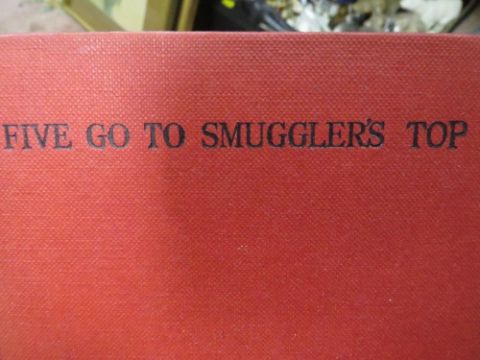 FIVE GO TO SMUGGLER'S TOP